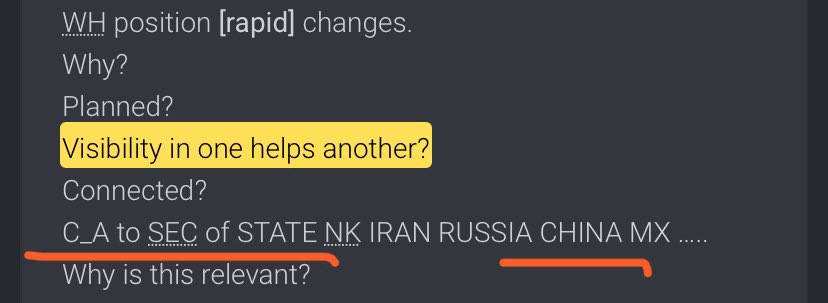 WH position [rapid] changes.
Why?
Planned?
Visibility in one helps another?
Connected?
C_A to SEC of STATE NK IRAN RUSSIA CHINA MX .....
Why is this relevant?